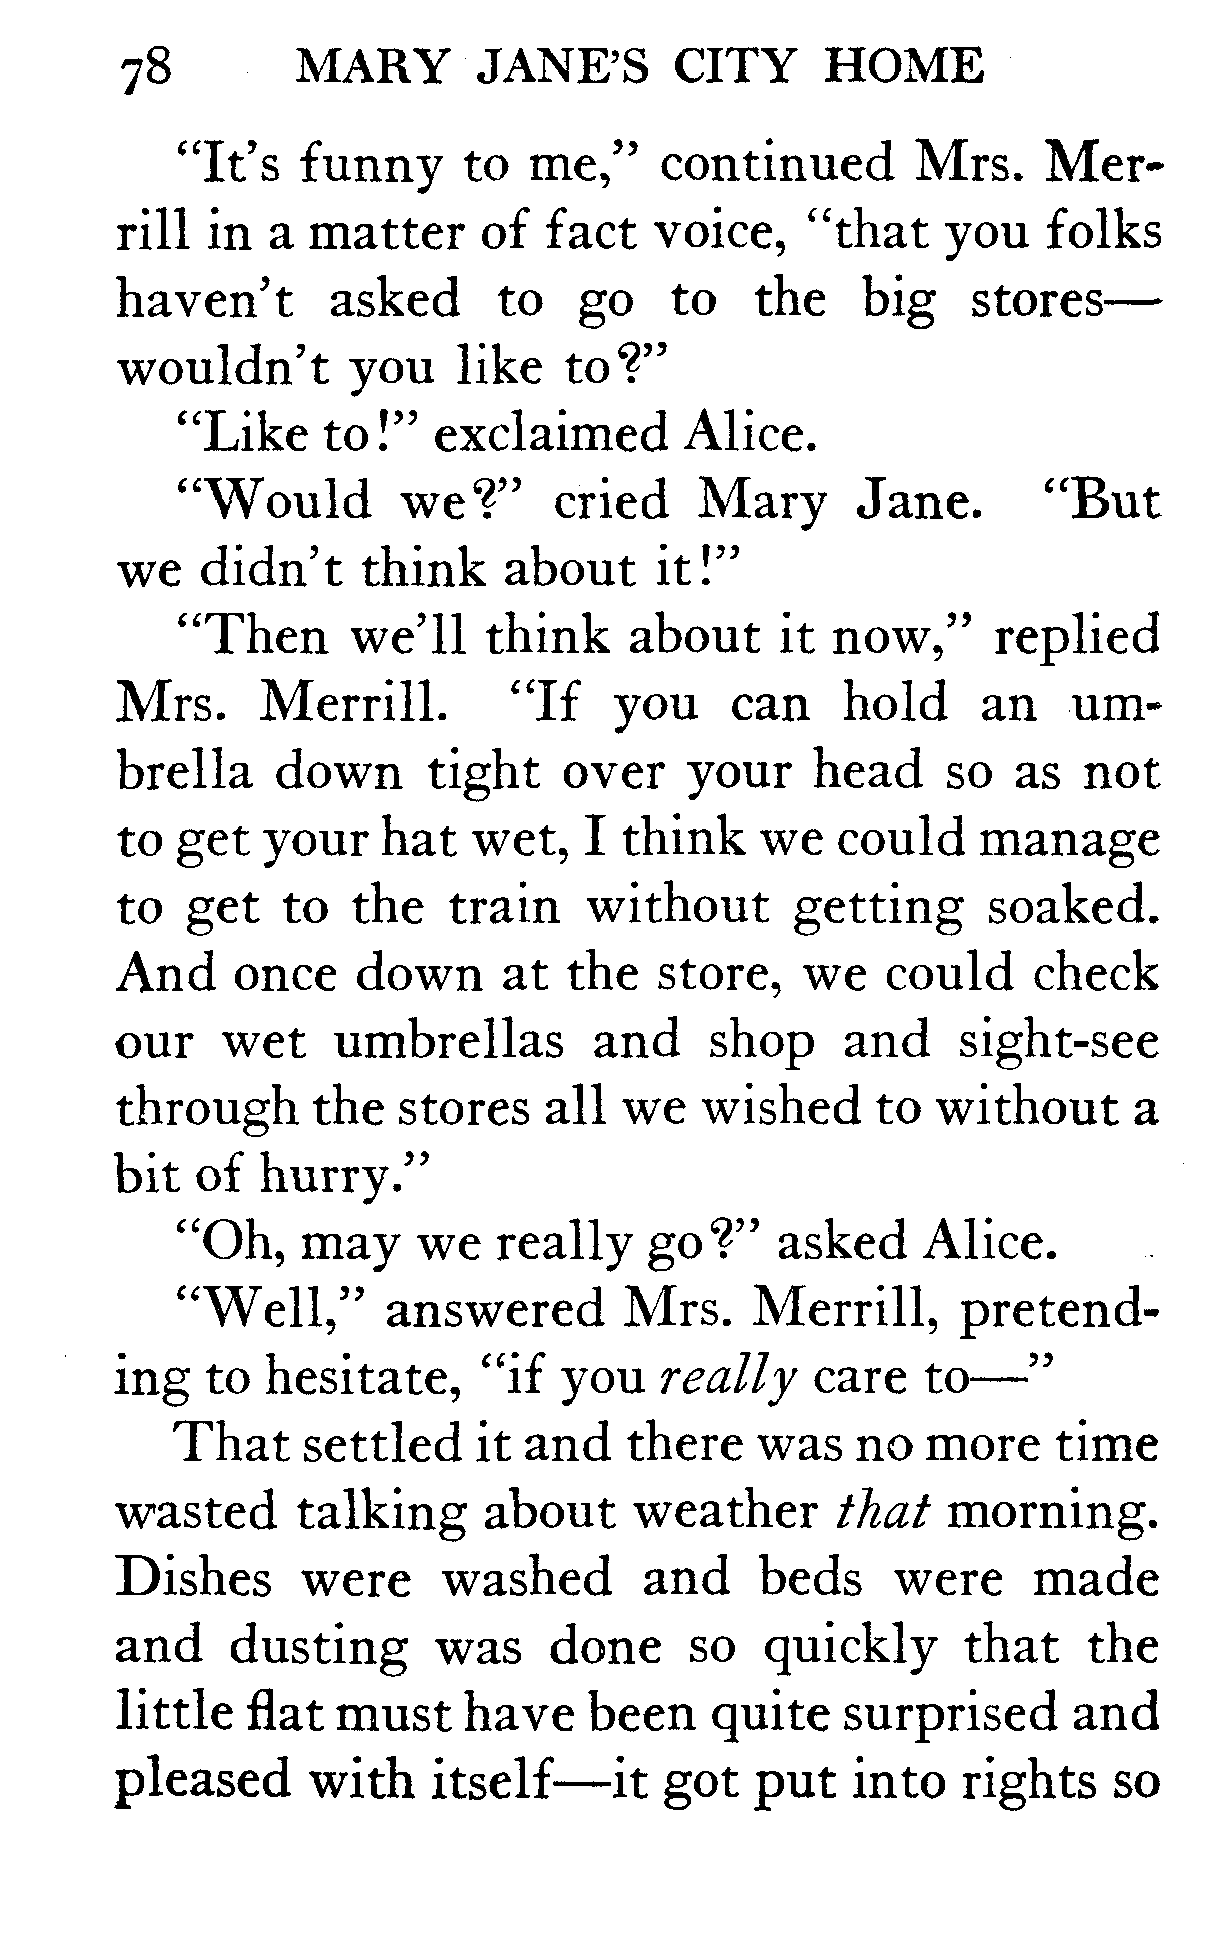 78 MARY JANE'S CITY HOME
“It's funny to me,” continued Mrs. Mer-
rill in a matter of fact voice, “that you folks
haven't asked to go to the big stores—
wouldn't you like to?”
“Like to!” exclaimed Alice.
“Would we?” cried Mary Jane. “But
we didn't think about it!”
“Then we'll think about it now,” replied
Mrs. Merrill. “If you can hold an um-
brella down tight over your head so as not
to get your hat wet, I think we could manage
to get to the train without getting soaked.
And once down at the store, we could check
our wet umbrellas and shop and sight-see
through the stores all we wished to without a
bit of hurry.”
“Oh, may we really go?” asked Alice.
“Well,” answered Mrs. Merrill, pretend-
ing to hesitate, “if you really care to—”
That settled it and there was no more time
wasted talking about weather that morning.
Dishes were washed and beds were made
and dusting was done so quickly that the
little flat must have been quite surprised and
pleased with itself—it got put into rights so